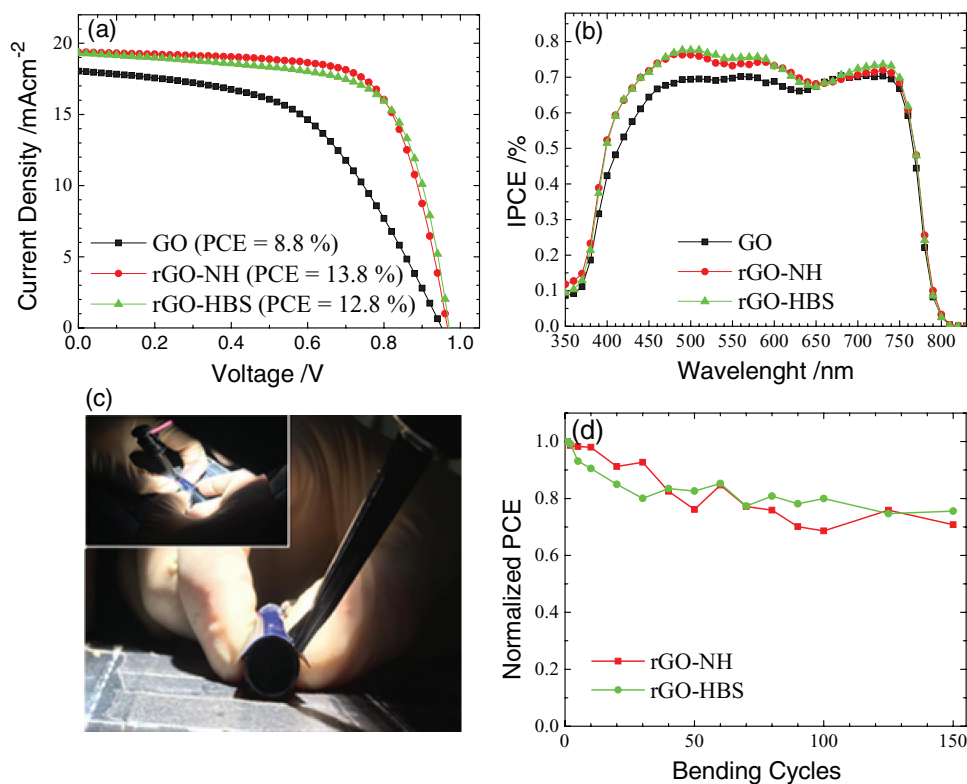 (a)
20
15
10
5
0
Current Density /mAcm-2
GO (PCE = 8.8 %)
rGO-NH (PCE = 13.8 %)
rGO-HBS (PCE = 12.8 %)
0.0 0.2 0.4 0.6 0.8 1.0
Voltage /V
(b)
0.8
0.7
0.6
0.5
0.4
0.3
0.2
0.1
0.0
IPCE /%
GO
rGO-NH
rGO-HBS
350 400 450 500 550 600 650 700 750 800
Wavelenght /nm
(c)
(d)
1.0
0.8
0.6
0.4
0.2
0.0
Normalized PCE
rGO-NH
rGO-HBS
0 50 100 150
Bending Cycles